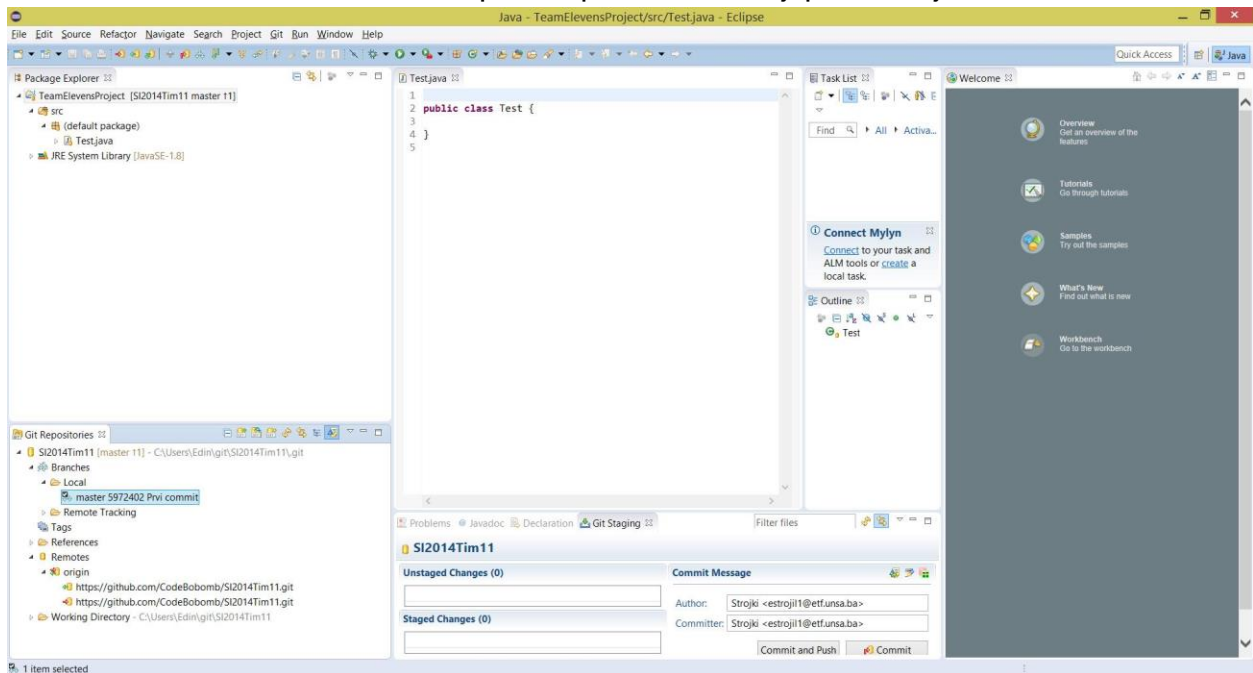 Java - TeamElevensProject/src/Test.java - Eclipse
File Edit Source Refactor Navigate Search Project Git Run Window Help
Quick Access
Java
Package Explorer
TeamElevensProject [SI2014Tim11 master ↑1]
src
(default package)
Test.java
JRE System Library [JavaSE-1.8]
Test.java
1
2 public class Test {
3
4 }
5
Task List
Find All Activa...
Connect Mylyn
Connect to your task and
ALM tools or create a
local task.
Outline
Test
Welcome
Overview
Get an overview of the
features
Tutorials
Go through tutorials
Samples
Try out the samples
What's New
Find out what is new
Workbench
Go to the workbench
Git Repositories
SI2014Tim11 [master ↑1] - C:\Users\Edin\git\SI2014Tim11\.git
Branches
Local
master 5972402 Prvi commit
Remote Tracking
Tags
References
Remotes
origin
https://github.com/CodeBobomb/SI2014Tim11.git
https://github.com/CodeBobomb/SI2014Tim11.git
Working Directory - C:\Users\Edin\git\SI2014Tim11
Problems Javadoc Declaration Git Staging
Filter files
SI2014Tim11
Unstaged Changes (0)
Staged Changes (0)
Commit Message
Author: Strojki <estrojil1@etf.unsa.ba>
Committer: Strojki <estrojil1@etf.unsa.ba>
Commit and Push Commit
1 item selected